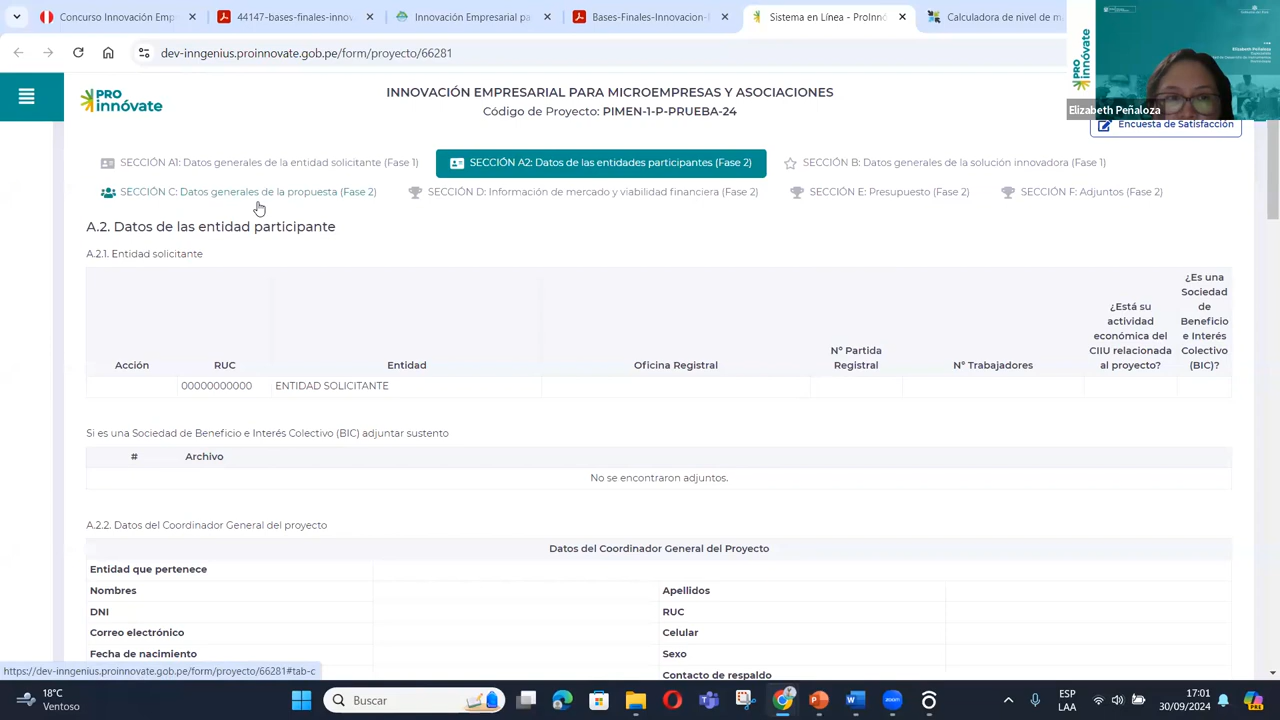 Concurso Innovación Emp
44147-bases-finales-innov
Innovación Empresarial pa
Bases-Finales-Innovacion-
Sistema en Línea - ProInn
Calculadora de nivel de m
dev-inngenius.proinnovate.gob.pe/form/proyecto/66281
Elizabeth Peñaloza
PRO innóvate
INNOVACIÓN EMPRESARIAL PARA MICROEMPRESAS Y ASOCIACIONES
Código de Proyecto: PIMEN-1-P-PRUEBA-24
PRO innóvate
Elizabeth Peñaloza
Encuesta de Satisfacción
SECCIÓN A1: Datos generales de la entidad solicitante (Fase 1)
SECCIÓN A2: Datos de las entidades participantes (Fase 2)
SECCIÓN B: Datos generales de la solución innovadora (Fase 1)
SECCIÓN C: Datos generales de la propuesta (Fase 2)
SECCIÓN D: Información de mercado y viabilidad financiera (Fase 2)
SECCIÓN E: Presupuesto (Fase 2)
SECCIÓN F: Adjuntos (Fase 2)
A.2. Datos de las entidad participante
A.2.1. Entidad solicitante
Acción
RUC
Entidad
Oficina Registral
Nº Partida
Registral
Nº Trabajadores
¿Está su
actividad
económica del
CIIU relacionada
al proyecto?
¿Es una
Sociedad
de
Beneficio
e Interés
Colectivo
(BIC)?
00000000000
ENTIDAD SOLICITANTE
Si es una Sociedad de Beneficio e Interés Colectivo (BIC) adjuntar sustento
# Archivo
No se encontraron adjuntos.
A.2.2. Datos del Coordinador General del proyecto
Datos del Coordinador General del Proyecto
Entidad que pertenece
Nombres
Apellidos
DNI
RUC
Correo electrónico
Celular
Fecha de nacimiento
Sexo
Contacto de respaldo
https://dev-inngenius.proinnovate.gob.pe/form/proyecto/66281#tab-c
18°C
Ventoso
Buscar
ESP
LAA
17:01
30/09/2024